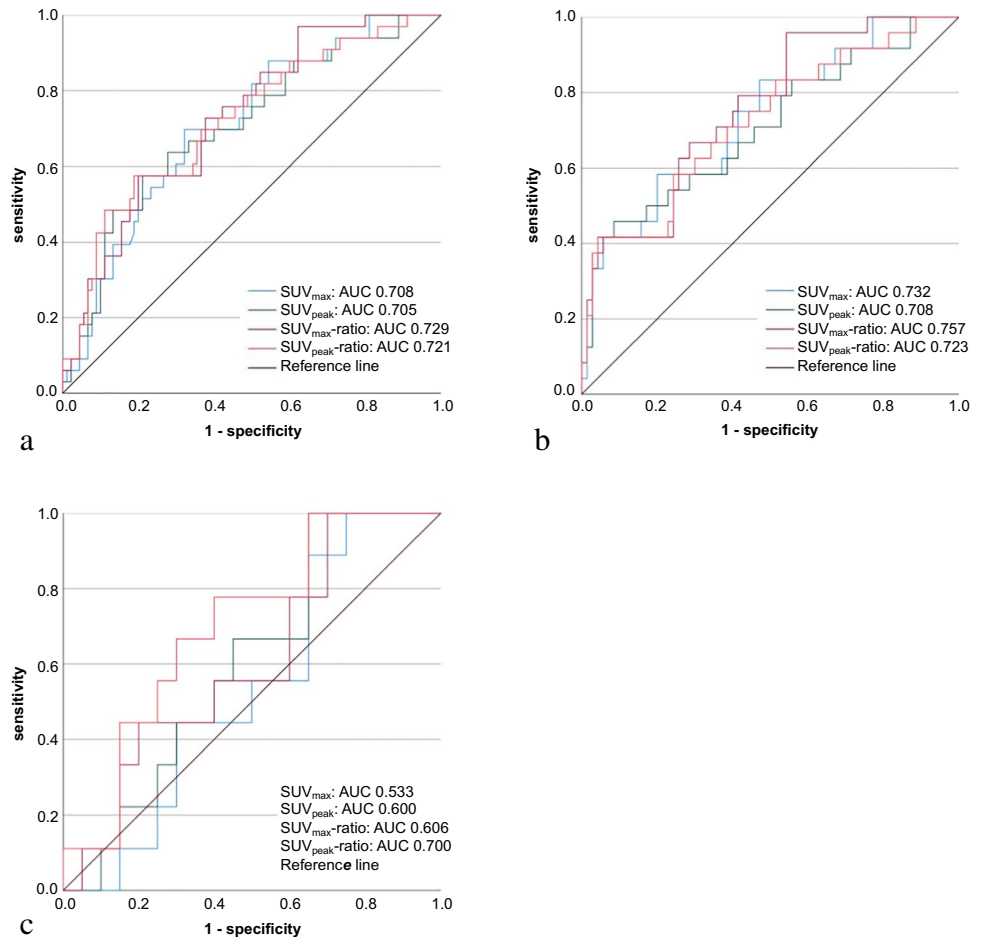 1.0
0.8
0.6
0.4
0.2
0.0
sensitivity
SUVmax: AUC 0.708
SUVpeak: AUC 0.705
SUVmax-ratio: AUC 0.729
SUVpeak-ratio: AUC 0.721
Reference line
0.0 0.2 0.4 0.6 0.8 1.0
1 - specificity
a
1.0
0.8
0.6
0.4
0.2
0.0
sensitivity
SUVmax: AUC 0.732
SUVpeak: AUC 0.708
SUVmax-ratio: AUC 0.757
SUVpeak-ratio: AUC 0.723
Reference line
0.0 0.2 0.4 0.6 0.8 1.0
1 - specificity
b
1.0
0.8
0.6
0.4
0.2
0.0
sensitivity
SUVmax: AUC 0.533
SUVpeak: AUC 0.600
SUVmax-ratio: AUC 0.606
SUVpeak-ratio: AUC 0.700
Reference line
0.0 0.2 0.4 0.6 0.8 1.0
1 - specificity
c